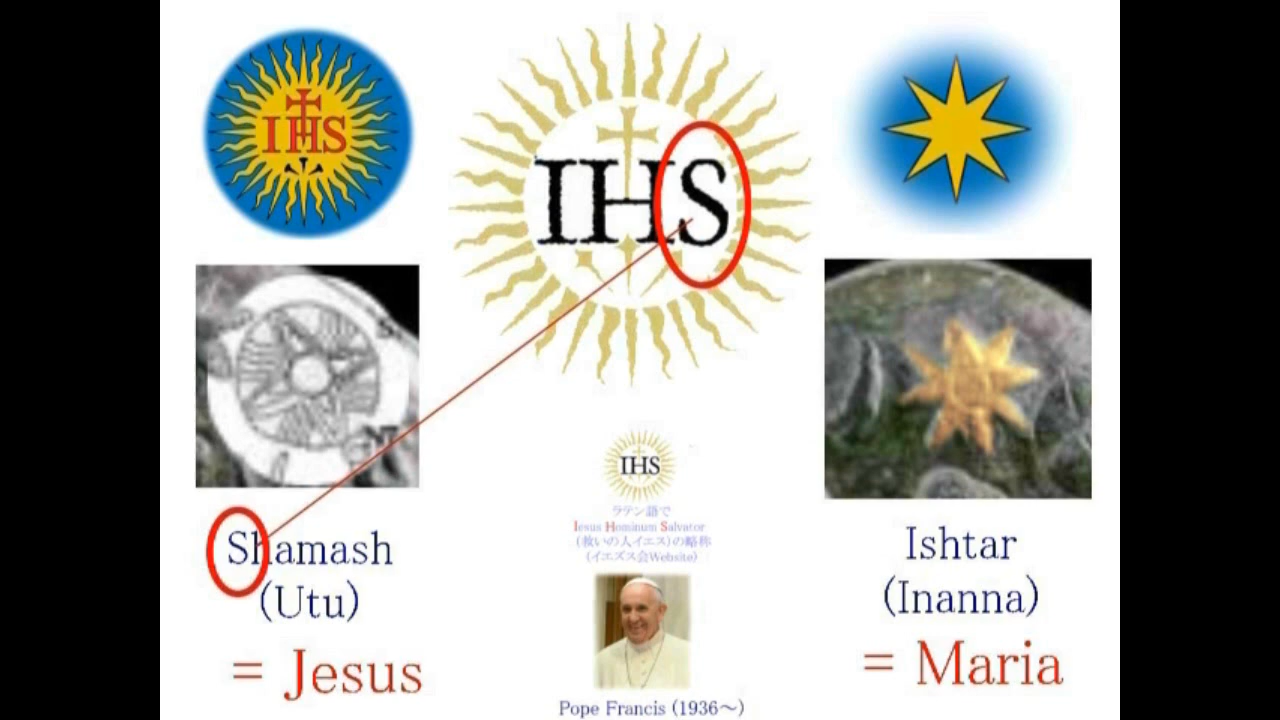 IHS
IHS
IHS
ラテン語で
Iesus Hominum Salvator
(救いの人イエス)の略称
(イエズス会Website)
Shamash
(Utu)
= Jesus
Ishtar
(Inanna)
= Maria
Pope Francis (1936〜)